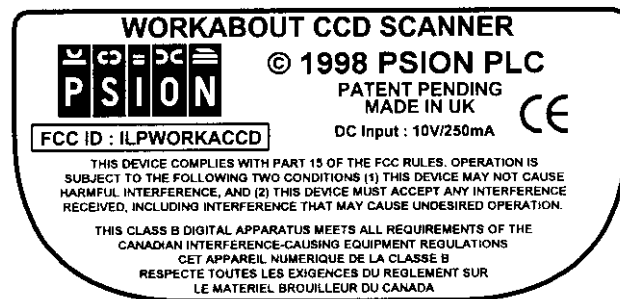 WORKABOUT CCD SCANNER
PSION
© 1998 PSION PLC
PATENT PENDING
MADE IN UK
CE
FCC ID : ILPWORKACCD
DC Input : 10V/250mA
THIS DEVICE COMPLIES WITH PART 15 OF THE FCC RULES. OPERATION IS
SUBJECT TO THE FOLLOWING TWO CONDITIONS (1) THIS DEVICE MAY NOT CAUSE
HARMFUL INTERFERENCE, AND (2) THIS DEVICE MUST ACCEPT ANY INTERFERENCE
RECEIVED, INCLUDING INTERFERENCE THAT MAY CAUSE UNDESIRED OPERATION.
THIS CLASS B DIGITAL APPARATUS MEETS ALL REQUIREMENTS OF THE
CANADIAN INTERFERENCE-CAUSING EQUIPMENT REGULATIONS
CET APPAREIL NUMERIQUE DE LA CLASSE B
RESPECTE TOUTES LES EXIGENCES DU REGLEMENT SUR
LE MATERIEL BROUILLEUR DU CANADA